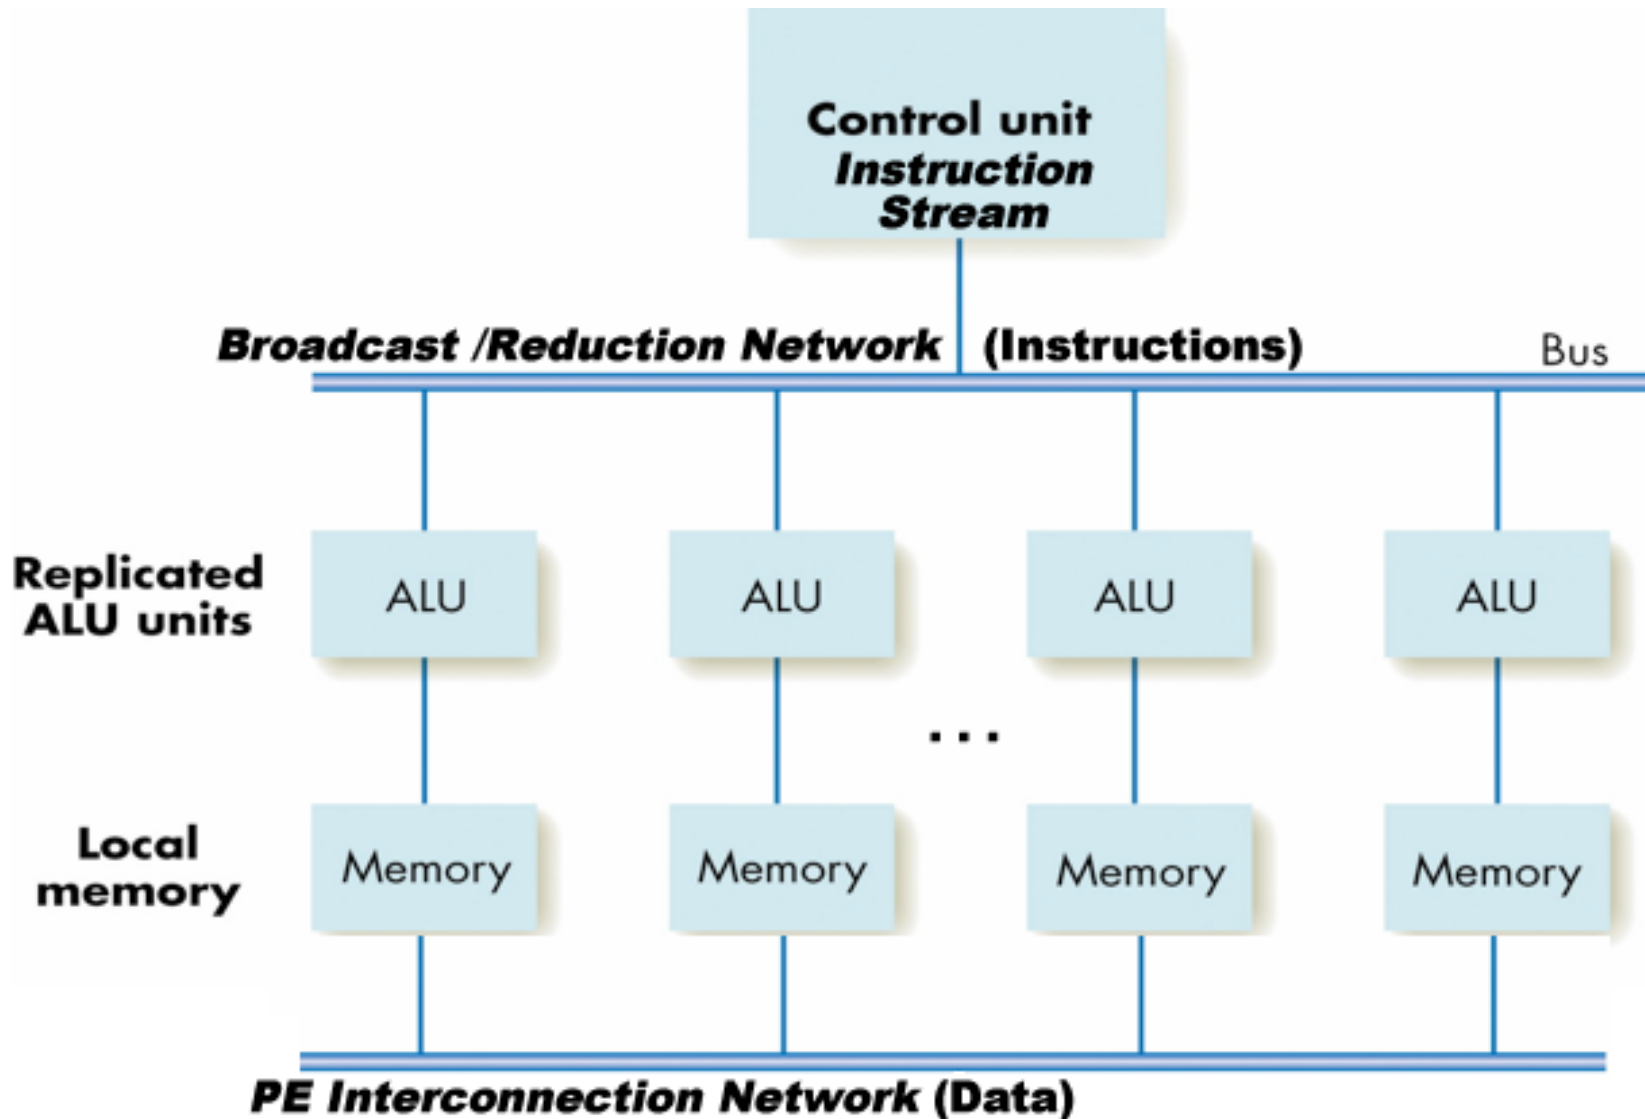 Control unit
Instruction
Stream
Broadcast /Reduction Network (Instructions)
Bus
Replicated
ALU units
ALU
ALU
ALU
ALU
...
Local
memory
Memory
Memory
Memory
Memory
PE Interconnection Network (Data)